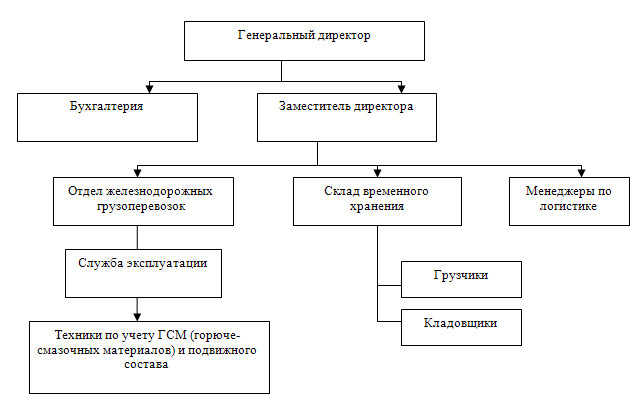 Генеральный директор
Бухгалтерия
Заместитель директора
Отдел железнодорожных
грузоперевозок
Склад временного
хранения
Менеджеры по
логистике
Служба эксплуатации
Грузчики
Кладовщики
Техники по учету ГСМ (горюче-
смазочных материалов) и подвижного
состава